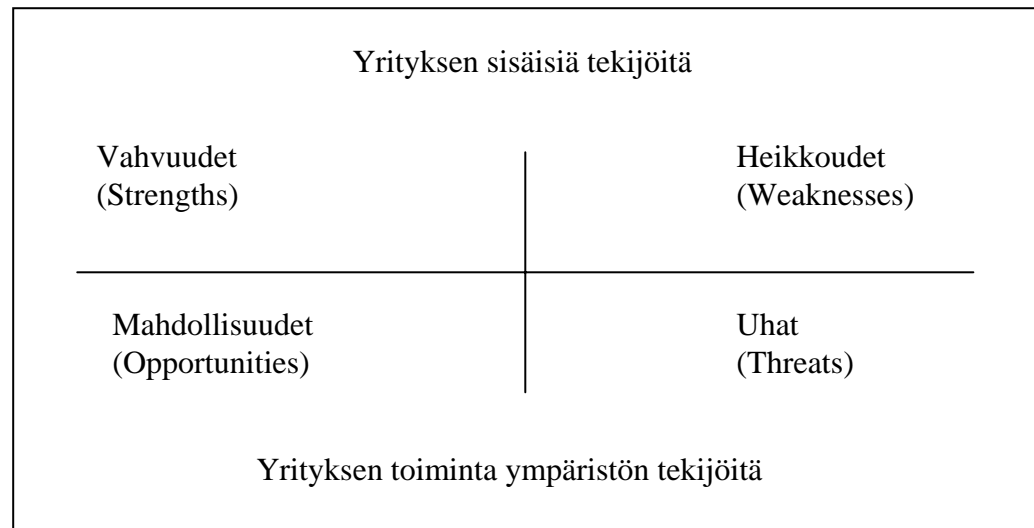 Yrityksen sisäisiä tekijöitä
Vahvuudet
(Strengths)
Heikkoudet
(Weaknesses)
Mahdollisuudet
(Opportunities)
Uhat
(Threats)
Yrityksen toiminta ympäristön tekijöitä